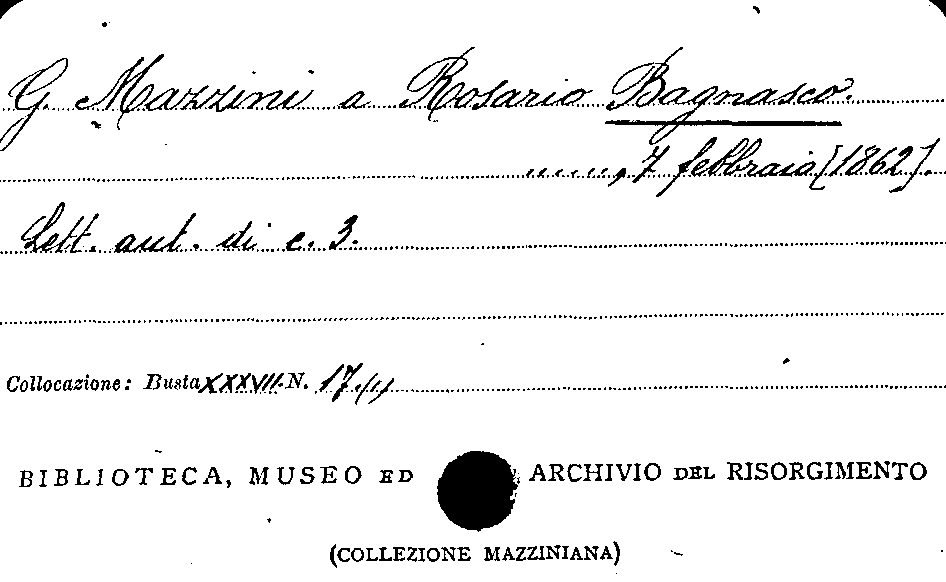 G. Mazzini a Rosario Bagnasco.
......, 7 febbraio [1862].
Lett. aut. di c. 3.
Collocazione: Busta XXXVII. N. 17.
BIBLIOTECA, MUSEO ED ARCHIVIO DEL RISORGIMENTO
(COLLEZIONE MAZZINIANA)